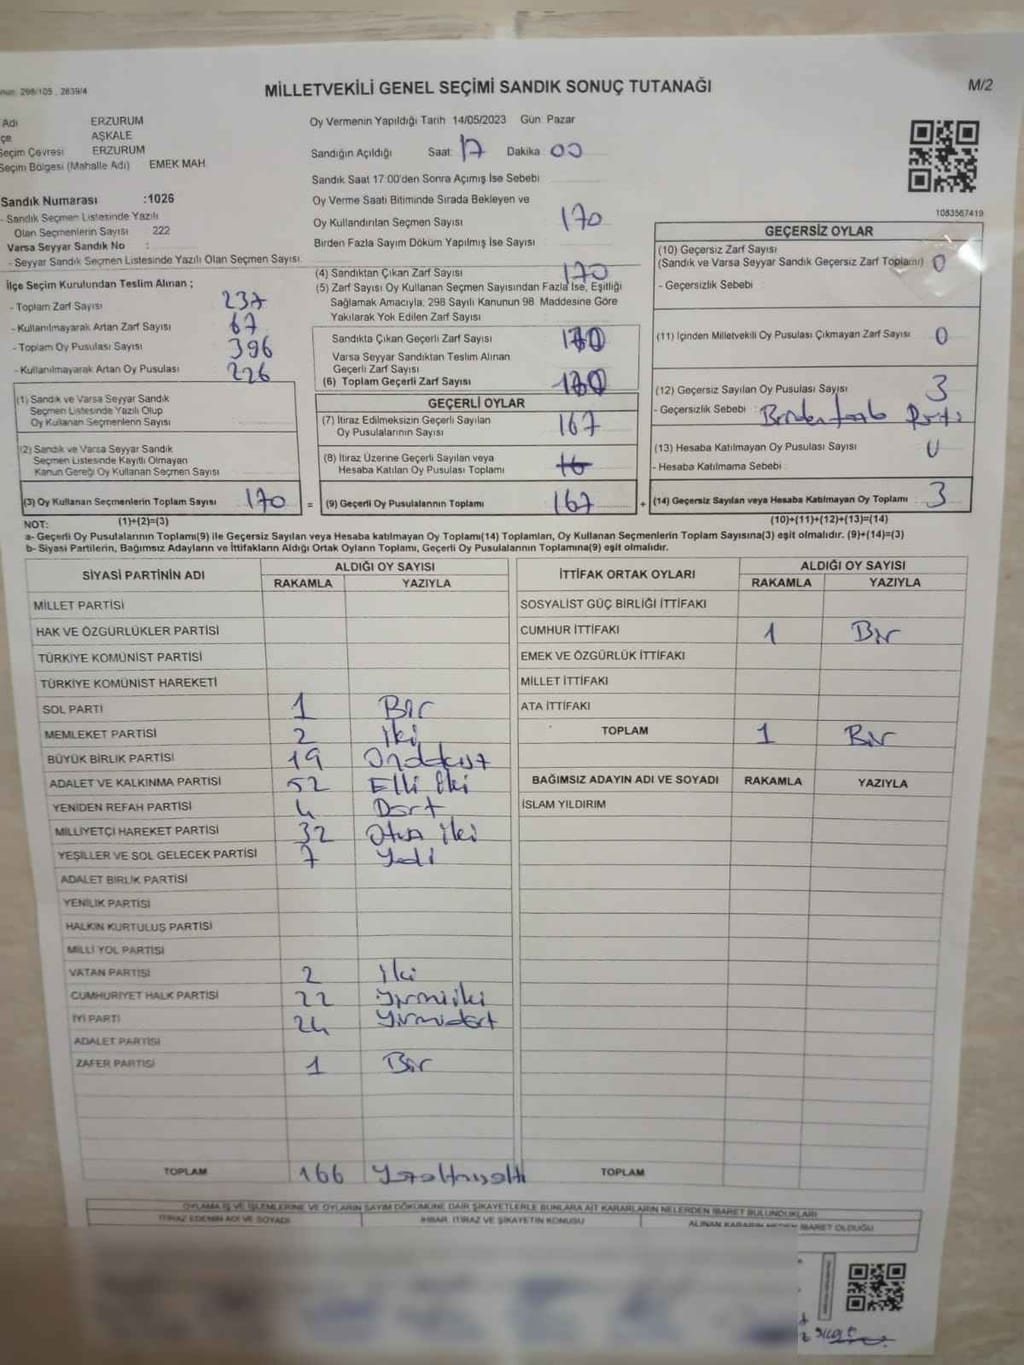 298/105 , 2839/4
MİLLETVEKİLİ GENEL SEÇİMİ SANDIK SONUÇ TUTANAĞI
M/2
Adı ERZURUM
çe AŞKALE
Seçim Çevresi ERZURUM
Seçim Bölgesi (Mahalle Adı) EMEK MAH
Sandık Numarası :1026
- Sandık Seçmen Listesinde Yazılı
Olan Seçmenlerin Sayısı 222
Varsa Seyyar Sandık No :
- Seyyar Sandık Seçmen Listesinde Yazılı Olan Seçmen Sayısı
İlçe Seçim Kurulundan Teslim Alınan ;
- Toplam Zarf Sayısı 237
- Kullanılmayarak Artan Zarf Sayısı 67
- Toplam Oy Pusulası Sayısı 396
- Kullanılmayarak Artan Oy Pusulası 226
(1) Sandık ve Varsa Seyyar Sandık
Seçmen Listesinde Yazılı Olup
Oy Kullanan Seçmenlerin Sayısı
(2) Sandık ve Varsa Seyyar Sandık
Seçmen Listesinde Kayıtlı Olmayan
Kanun Gereği Oy Kullanan Seçmen Sayısı
(3) Oy Kullanan Seçmenlerin Toplam Sayısı 170 =
(1)+(2)=(3)
Oy Vermenin Yapıldığı Tarih 14/05/2023 Gün Pazar
Sandığın Açıldığı Saat 17 Dakika 00
Sandık Saat 17:00'den Sonra Açımış İse Sebebi
Oy Verme Saati Bitiminde Sırada Bekleyen ve
Oy Kullandırılan Seçmen Sayısı 170
Birden Fazla Sayım Döküm Yapılmış İse Sayısı
(4) Sandıktan Çıkan Zarf Sayısı 170
(5) Zarf Sayısı Oy Kullanan Seçmen Sayısından Fazla İse, Eşitliği
Sağlamak Amacıyla, 298 Sayılı Kanunun 98. Maddesine Göre
Yakılarak Yok Edilen Zarf Sayısı
Sandıkta Çıkan Geçerli Zarf Sayısı
Varsa Seyyar Sandıktan Teslim Alınan
Geçerli Zarf Sayısı
(6) Toplam Geçerli Zarf Sayısı
GEÇERLİ OYLAR
(7) İtiraz Edilmeksizin Geçerli Sayılan
Oy Pusulalarının Sayısı 167
(8) İtiraz Üzerine Geçerli Sayılan veya
Hesaba Katılan Oy Pusulası Toplamı
(9) Geçerli Oy Pusulalarının Toplamı 167 +
1083567419
GEÇERSİZ OYLAR
(10) Geçersiz Zarf Sayısı
(Sandık ve Varsa Seyyar Sandık Geçersiz Zarf Toplamı) 0
- Geçersizlik Sebebi
(11) İçinden Milletvekili Oy Pusulası Çıkmayan Zarf Sayısı 0
(12) Geçersiz Sayılan Oy Pusulası Sayısı 3
- Geçersizlik Sebebi
(13) Hesaba Katılmayan Oy Pusulası Sayısı 0
- Hesaba Katılmama Sebebi
(14) Geçersiz Sayılan veya Hesaba Katılmayan Oy Toplamı 3
(10)+(11)+(12)+(13)=(14)
NOT:
a- Geçerli Oy Pusulalarının Toplamı(9) ile Geçersiz Sayılan veya Hesaba katılmayan Oy Toplamı(14) Toplamları, Oy Kullanan Seçmenlerin Toplam Sayısına(3) eşit olmalıdır. (9)+(14)=(3)
b- Siyasi Partilerin, Bağımsız Adayların ve İttifakların Aldığı Ortak Oyların Toplamı, Geçerli Oy Pusulalarının Toplamına(9) eşit olmalıdır.
SİYASİ PARTİNİN ADI
ALDIĞI OY SAYISI
RAKAMLA YAZIYLA
MİLLET PARTİSİ
HAK VE ÖZGÜRLÜKLER PARTİSİ
TÜRKİYE KOMÜNİST PARTİSİ
TÜRKİYE KOMÜNİST HAREKETİ
SOL PARTİ 1 Bir
MEMLEKET PARTİSİ 2 iki
BÜYÜK BİRLİK PARTİSİ 19 Ondokuz
ADALET VE KALKINMA PARTİSİ 52 Elli İki
YENİDEN REFAH PARTİSİ 4 Dört
MİLLİYETÇİ HAREKET PARTİSİ 32 Otuz iki
YEŞİLLER VE SOL GELECEK PARTİSİ 7 Yedi
ADALET BİRLİK PARTİSİ
YENİLİK PARTİSİ
HALKIN KURTULUŞ PARTİSİ
MİLLİ YOL PARTİSİ
VATAN PARTİSİ 2 iki
CUMHURİYET HALK PARTİSİ 22 Yirmiiki
İYİ PARTİ 24 Yirmidört
ADALET PARTİSİ
ZAFER PARTİSİ 1 Bir
TOPLAM 166 Yüzaltmışaltı
İTTİFAK ORTAK OYLARI
ALDIĞI OY SAYISI
RAKAMLA YAZIYLA
SOSYALİST GÜÇ BİRLİĞİ İTTİFAKI
CUMHUR İTTİFAKI 1 Bir
EMEK VE ÖZGÜRLÜK İTTİFAKI
MİLLET İTTİFAKI
ATA İTTİFAKI
TOPLAM 1 Bir
BAĞIMSIZ ADAYIN ADI VE SOYADI RAKAMLA YAZIYLA
İSLAM YILDIRIM
TOPLAM
OYLAMA İŞ VE İŞLEMLERİNE VE OYLARIN SAYIM DÖKÜMÜNE DAİR ŞİKAYETLERLE BUNLARA AİT KARARLARIN NELERDEN İBARET BULUNDUKLARI
İTİRAZ EDENİN ADI VE SOYADI İHBAR, İTİRAZ VE ŞİKAYETİN KONUSU ALINAN KARARIN NEDEN İBARET OLDUĞU